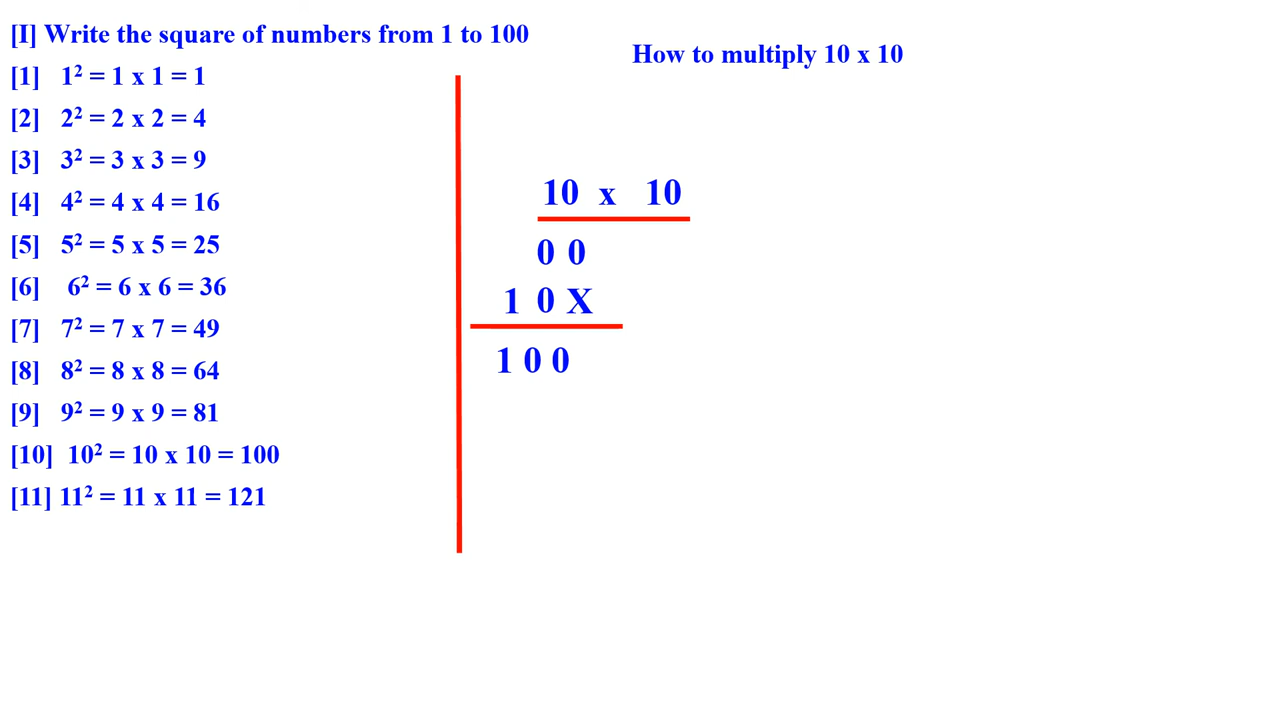 [I] Write the square of numbers from 1 to 100
[1] 1² = 1 x 1 = 1
[2] 2² = 2 x 2 = 4
[3] 3² = 3 x 3 = 9
[4] 4² = 4 x 4 = 16
[5] 5² = 5 x 5 = 25
[6] 6² = 6 x 6 = 36
[7] 7² = 7 x 7 = 49
[8] 8² = 8 x 8 = 64
[9] 9² = 9 x 9 = 81
[10] 10² = 10 x 10 = 100
[11] 11² = 11 x 11 = 121
How to multiply 10 x 10
10 x 10
0 0
1 0 X
1 0 0